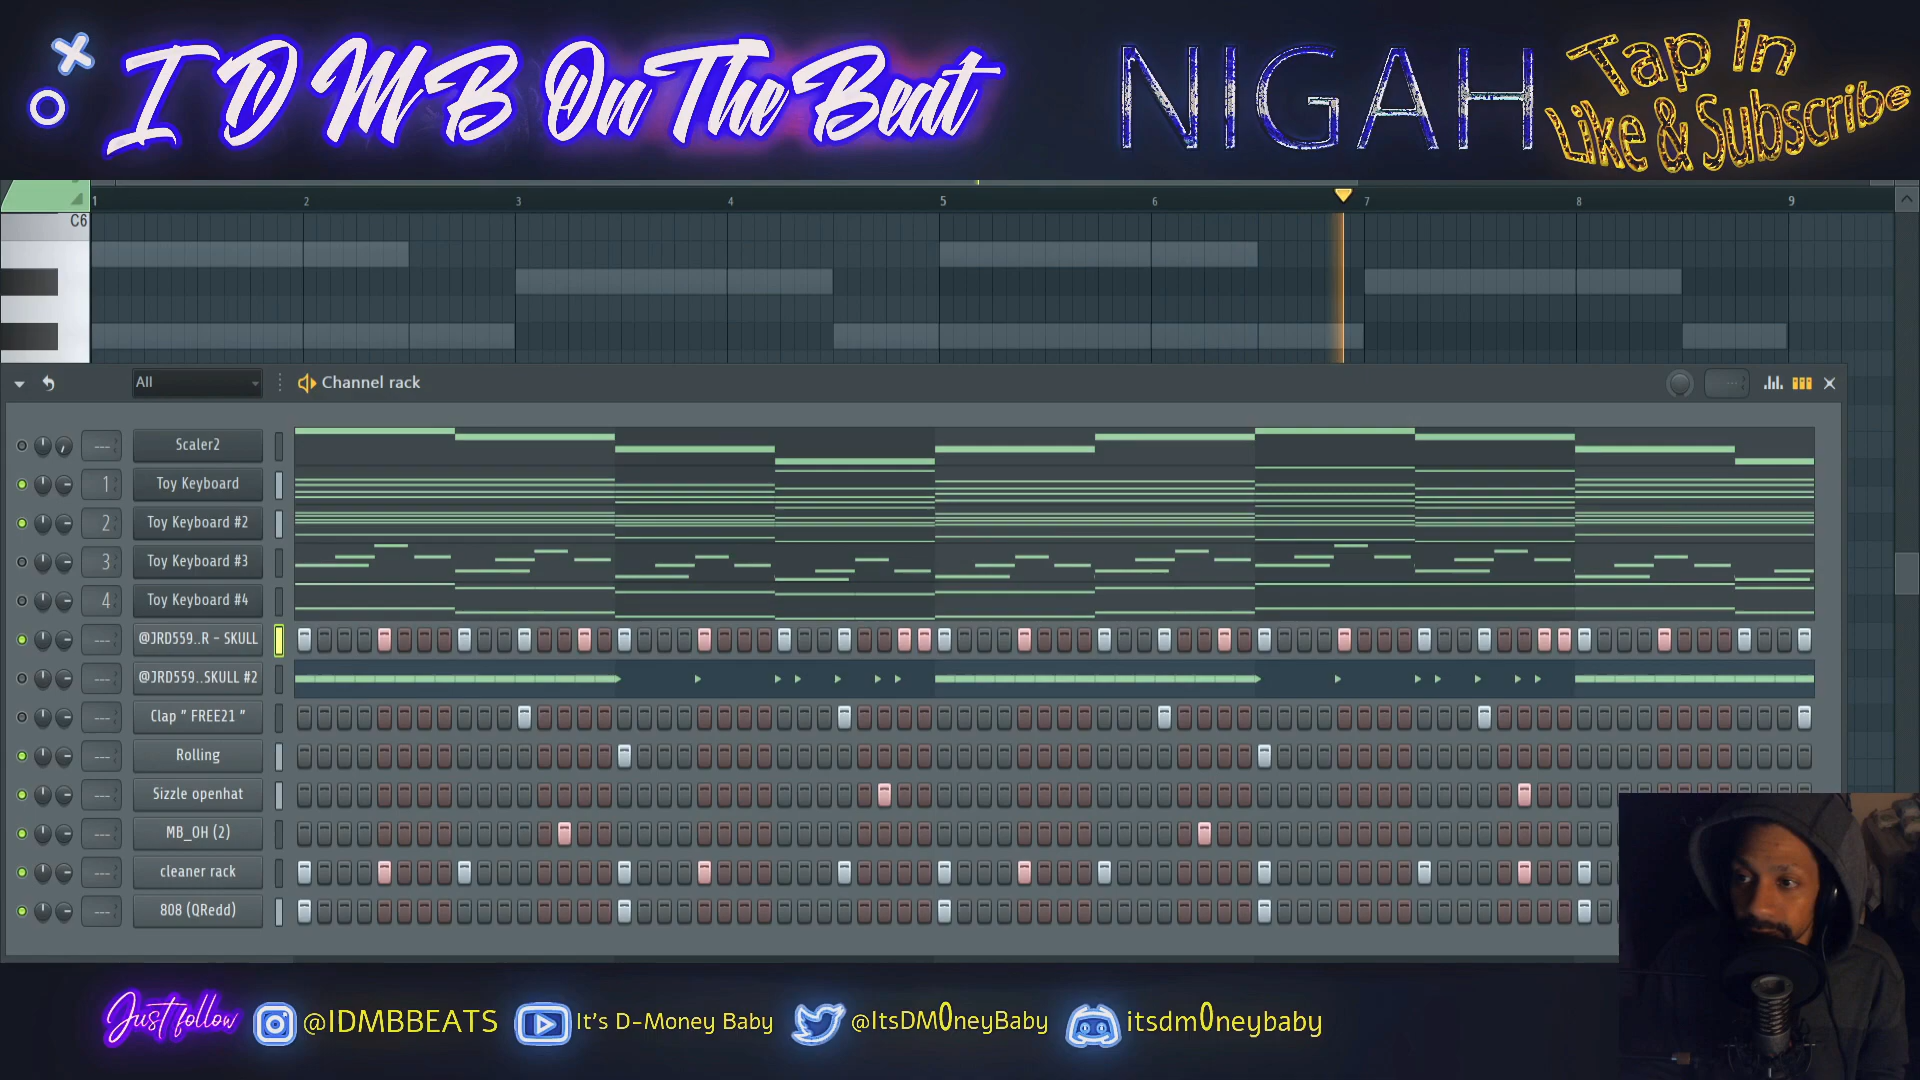 I D M B On The Beat
NIGAH
Tap In
Like & Subscribe
1 2 3 4 5 6 7 8 9
C6
All
Channel rack
--- Scaler2
1 Toy Keyboard
2 Toy Keyboard #2
3 Toy Keyboard #3
4 Toy Keyboard #4
--- @JRD559..R - SKULL
--- @JRD559..SKULL #2
--- Clap " FREE21 "
--- Rolling
--- Sizzle openhat
--- MB_OH (2)
--- cleaner rack
--- 808 (QRedd)
Just follow @IDMBBEATS It's D-Money Baby @ItsDM0neyBaby itsdm0neybaby